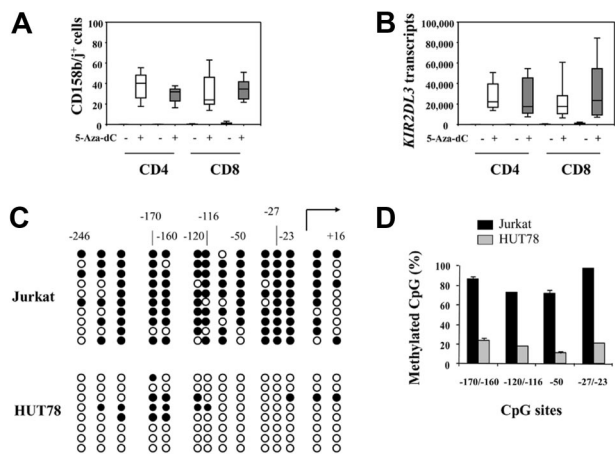 A
CD158b/j+ cells
100
80
60
40
20
0
5-Aza-dC - + - + - + - +
CD4 CD8
B
KIR2DL3 transcripts
100,000
80,000
60,000
40,000
20,000
0
5-Aza-dC - + - + - + - +
CD4 CD8
C
-170 -116 -27
-246 -160 -120 -50 -23 +16
Jurkat
HUT78
D
Jurkat
HUT78
Methylated CpG (%)
100
80
60
40
20
0
-170/-160 -120/-116 -50 -27/-23
CpG sites